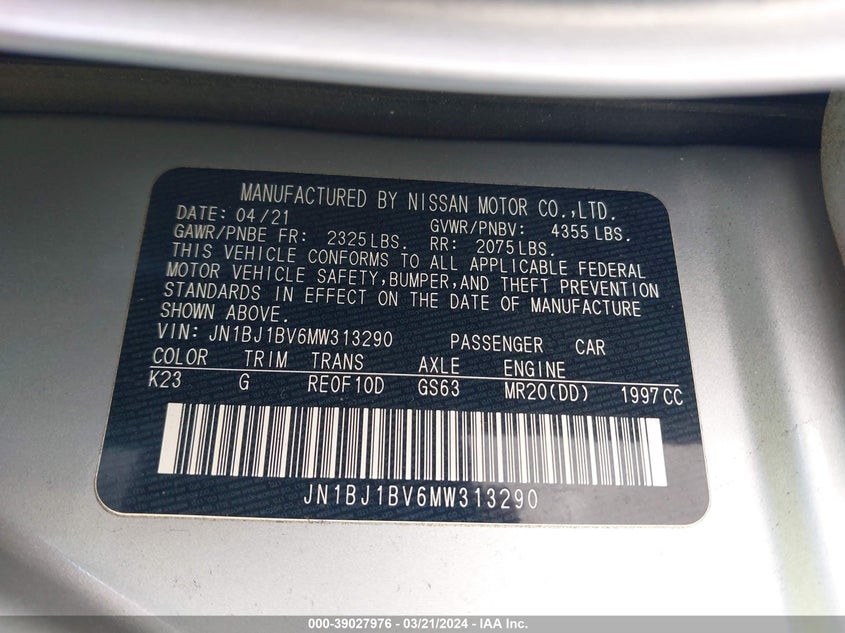 MANUFACTURED BY NISSAN MOTOR CO.,LTD.
DATE: 04/21 GVWR/PNBV: 4355 LBS.
GAWR/PNBE FR: 2325 LBS. RR: 2075 LBS.
THIS VEHICLE CONFORMS TO ALL APPLICABLE FEDERAL
MOTOR VEHICLE SAFETY,BUMPER,AND THEFT PREVENTION
STANDARDS IN EFFECT ON THE DATE OF MANUFACTURE
SHOWN ABOVE.
VIN: JN1BJ1BV6MW313290 PASSENGER CAR
COLOR TRIM TRANS AXLE ENGINE
K23 G RE0F10D GS63 MR20(DD) 1997 CC
JN1BJ1BV6MW313290
000-39027976 - 03/21/2024 - IAA Inc.